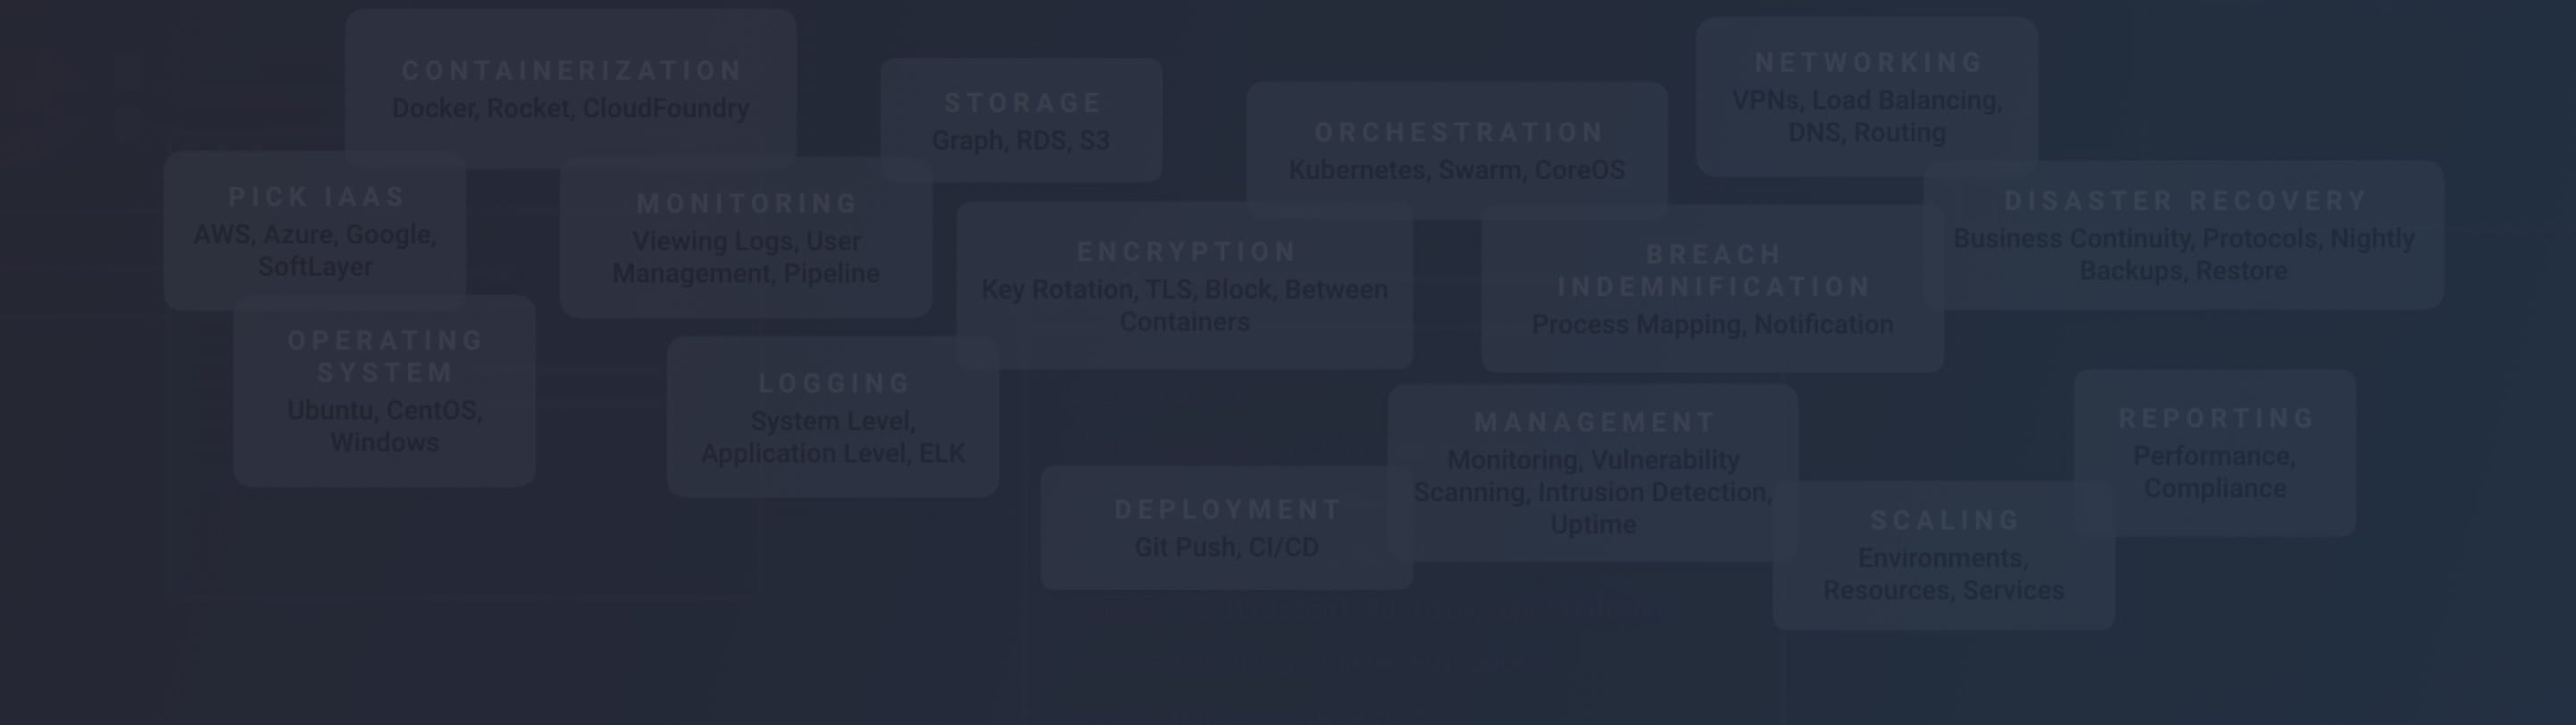 CONTAINERIZATION
Docker, Rocket, CloudFoundry
STORAGE
Graph, RDS, S3
ORCHESTRATION
Kubernetes, Swarm, CoreOS
NETWORKING
VPNs, Load Balancing,
DNS, Routing
PICK IAAS
AWS, Azure, Google,
SoftLayer
MONITORING
Viewing Logs, User
Management, Pipeline
ENCRYPTION
Key Rotation, TLS, Block, Between
Containers
BREACH
INDEMNIFICATION
Process Mapping, Notification
DISASTER RECOVERY
Business Continuity, Protocols, Nightly
Backups, Restore
OPERATING
SYSTEM
Ubuntu, CentOS,
Windows
LOGGING
System Level,
Application Level, ELK
DEPLOYMENT
Git Push, CI/CD
MANAGEMENT
Monitoring, Vulnerability
Scanning, Intrusion Detection,
Uptime
SCALING
Environments,
Resources, Services
REPORTING
Performance,
Compliance